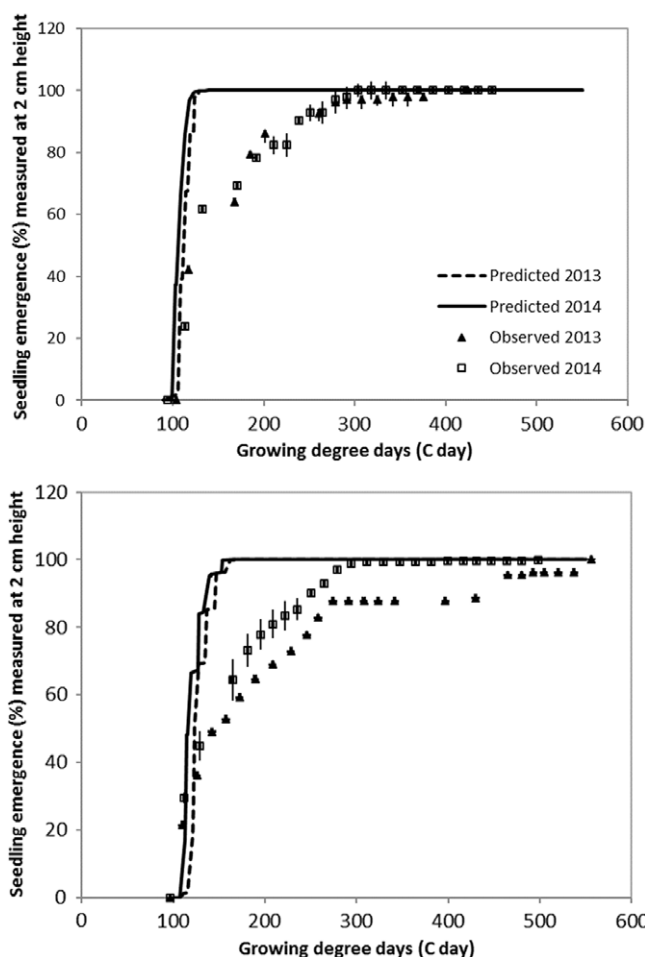 120
100
80
60
40
20
0
Seedling emergence (%) measured at 2 cm height
Predicted 2013
Predicted 2014
Observed 2013
Observed 2014
0 100 200 300 400 500 600
Growing degree days (C day)
120
100
80
60
40
20
0
Seedling emergence (%) measured at 2 cm height
0 100 200 300 400 500 600
Growing degree days (C day)